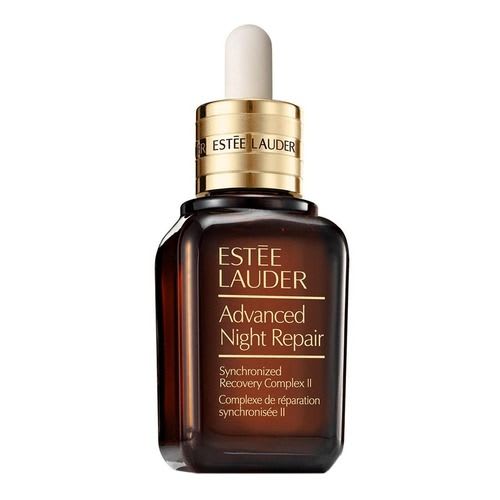 ESTĒE LAUDER
ESTĒE
LAUDER
Advanced
Night Repair
Synchronized
Recovery Complex II
Complexe de réparation
synchronisée II